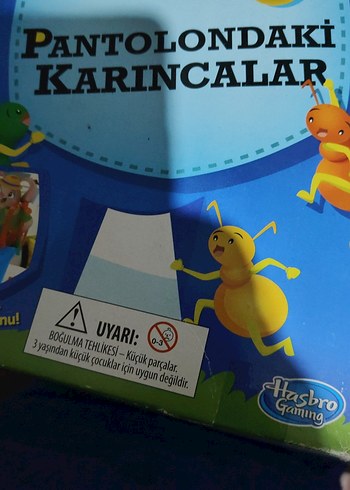 PANTOLONDAKİ
KARINCALAR
nu!
UYARI:
0-3
BOĞULMA TEHLİKESİ – Küçük parçalar.
3 yaşından küçük çocuklar için uygun değildir.
Hasbro
Gaming